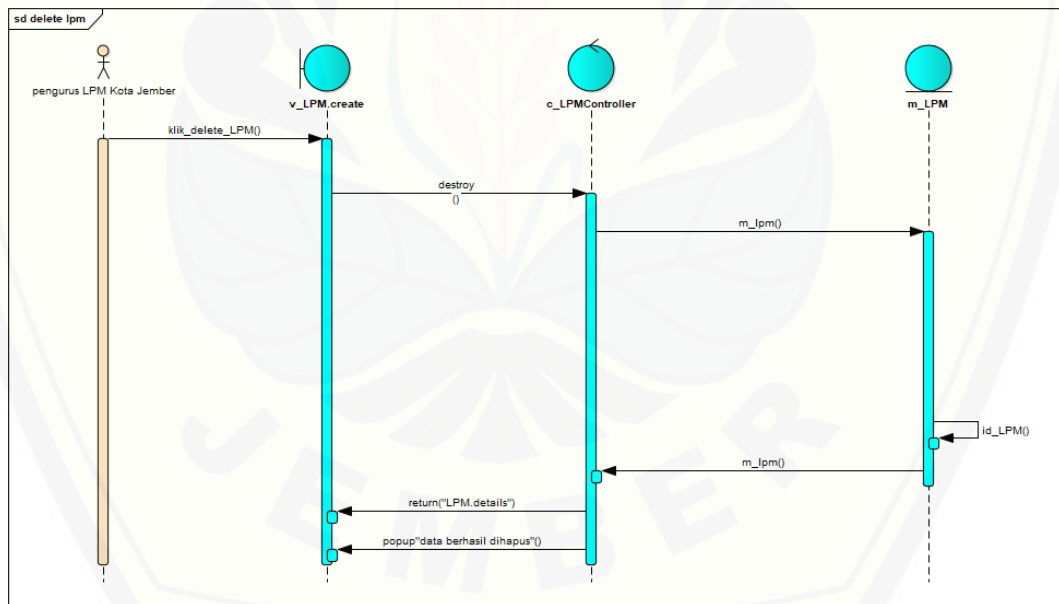 sd delete lpm
pengurus LPM Kota Jember
v_LPM.create
c_LPMController
m_LPM
klik_delete_LPM()
destroy
()
m_lpm()
id_LPM()
m_lpm()
return("LPM.details")
popup"data berhasil dihapus"()
JEMBER